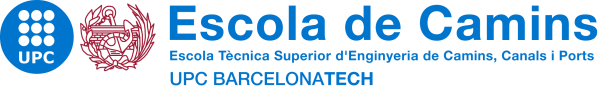 UPC
Escola de Camins
Escola Tècnica Superior d'Enginyeria de Camins, Canals i Ports
UPC BARCELONATECH